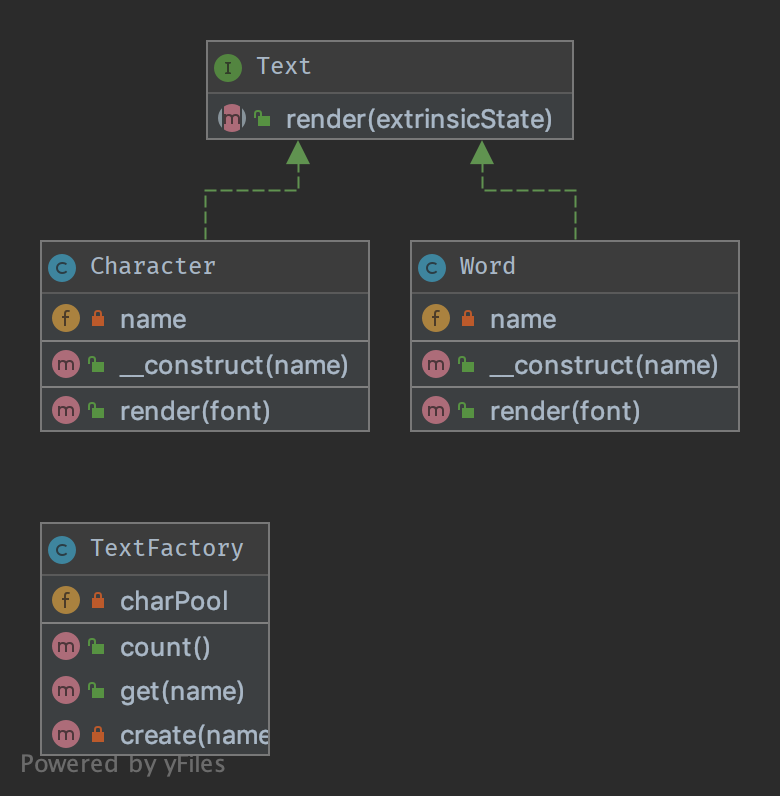 I Text
m render(extrinsicState)
C Character
f name
m __construct(name)
m render(font)
C Word
f name
m __construct(name)
m render(font)
C TextFactory
f charPool
m count()
m get(name)
m create(name
Powered by yFiles